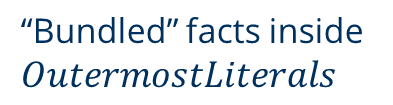 “Bundled” facts inside
OutermostLiterals